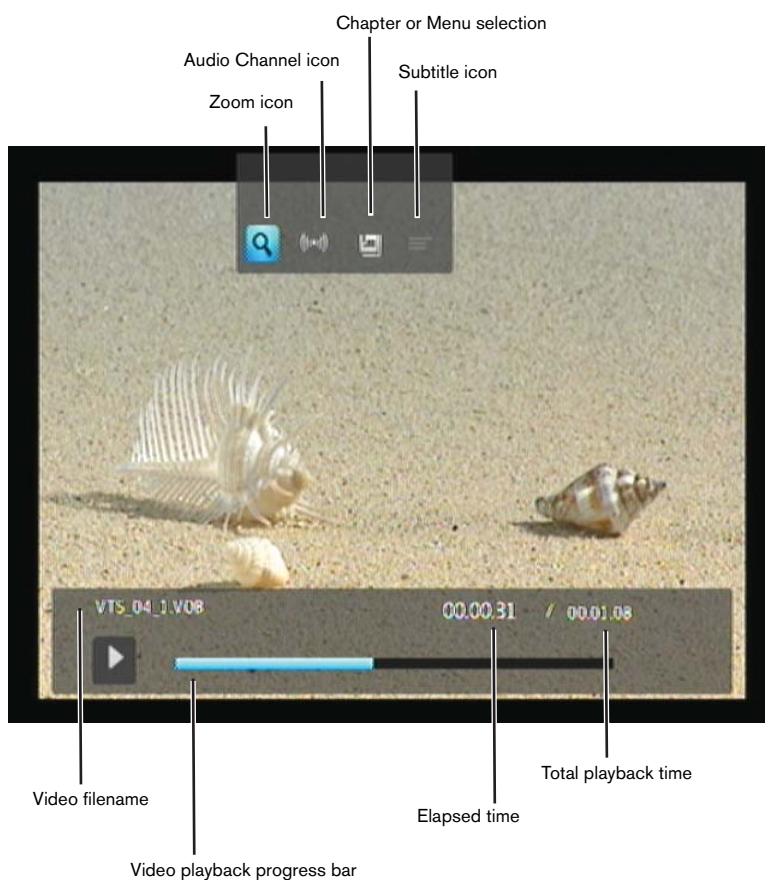 Chapter or Menu selection
Audio Channel icon
Subtitle icon
Zoom icon
VTS_04_1.VOB
00.00.31 / 00.01.08
Total playback time
Video filename
Elapsed time
Video playback progress bar